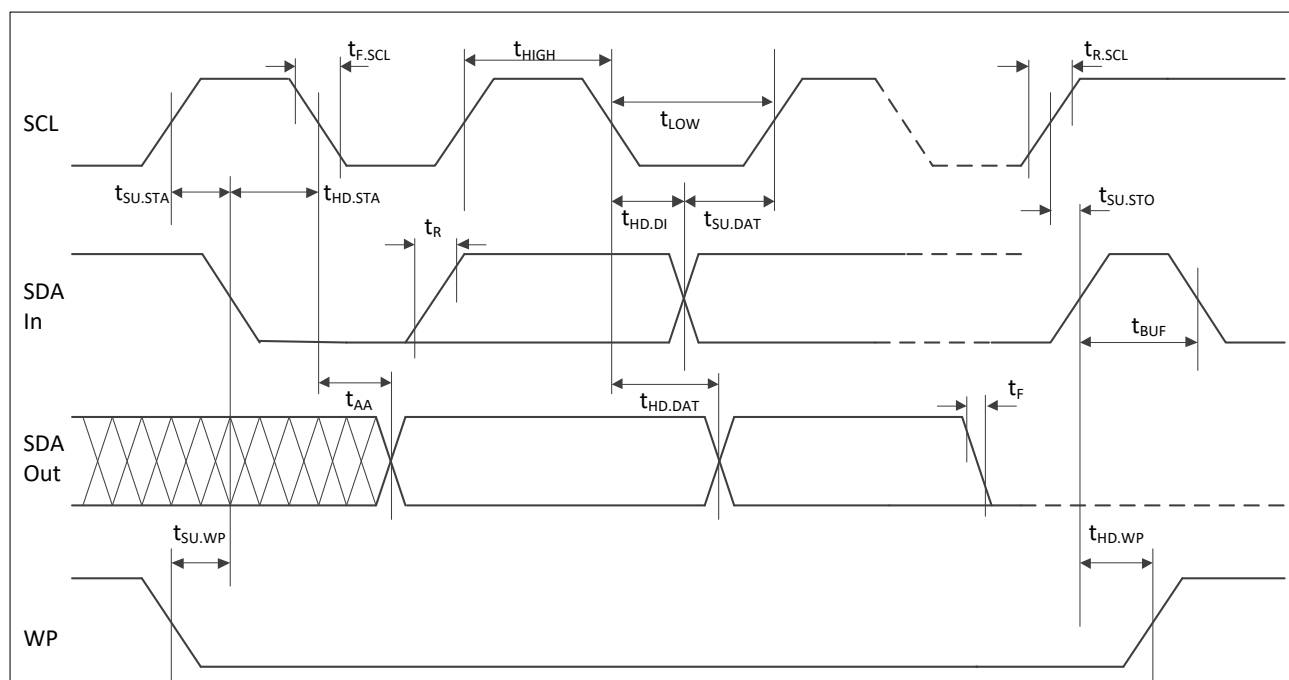 tF.SCL
tHIGH
tR.SCL
SCL
tLOW
tSU.STA
tHD.STA
tHD.DI
tSU.DAT
tSU.STO
tR
SDA
In
tBUF
tAA
tHD.DAT
tF
SDA
Out
tSU.WP
tHD.WP
WP